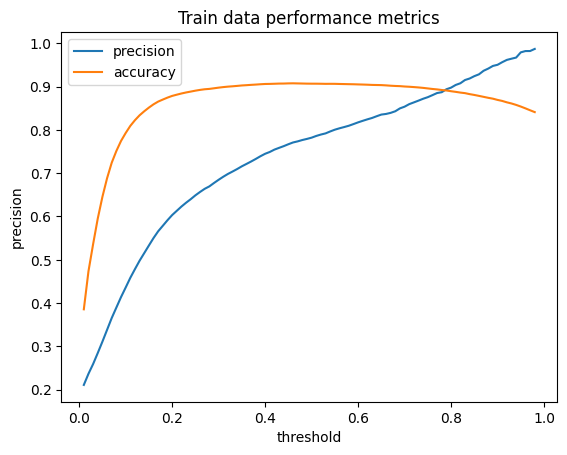 Train data performance metrics
precision
accuracy
1.0
0.9
0.8
0.7
0.6
0.5
0.4
0.3
0.2
precision
0.0 0.2 0.4 0.6 0.8 1.0
threshold